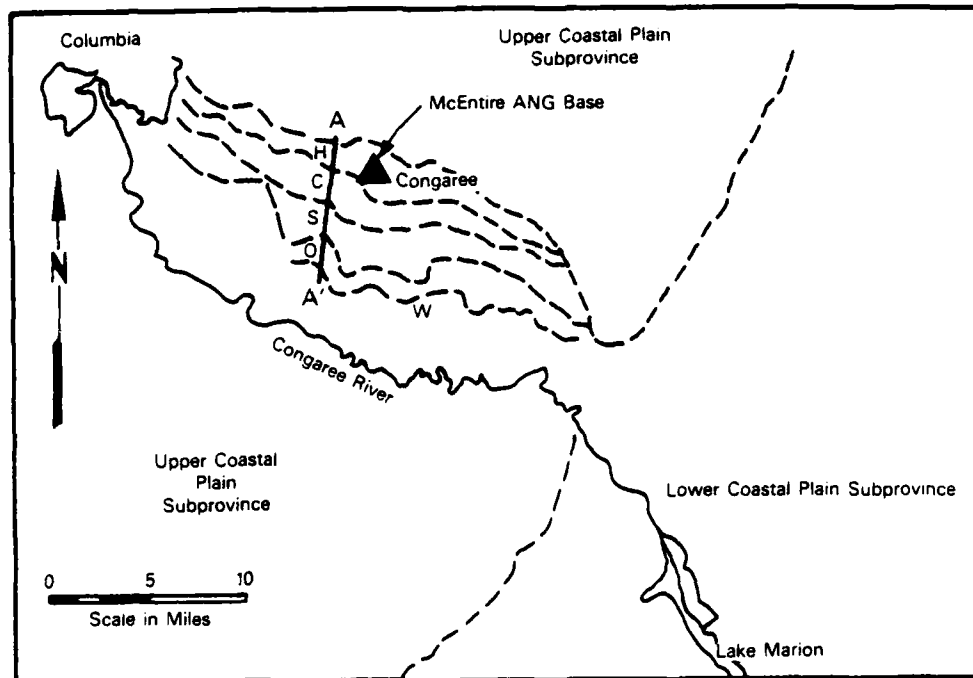 Columbia
Upper Coastal Plain
Subprovince
McEntire ANG Base
A
H
C
Congaree
S
O
A'
W
N
Congaree River
Upper Coastal
Plain
Subprovince
Lower Coastal Plain Subprovince
0 5 10
Scale in Miles
Lake Marion